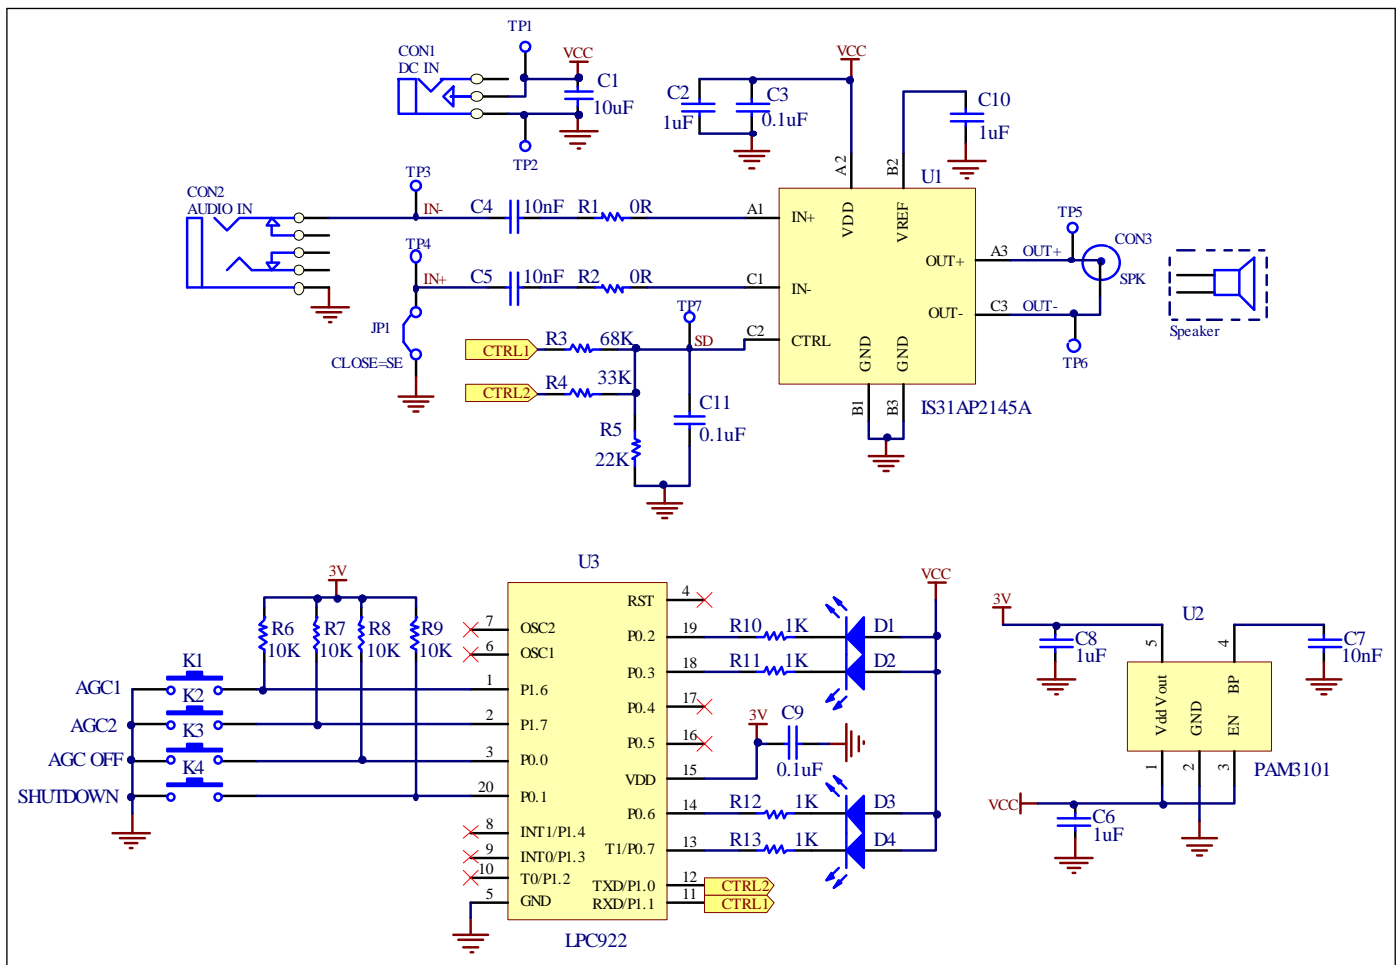 TP1
CON1
DC IN
VCC
C1
10uF
TP2
VCC
C2
1uF
C3
0.1uF
C10
1uF
CON2
AUDIO IN
TP3
IN-
C4
10nF
R1
0R
TP4
IN+
C5
10nF
R2
0R
JP1
CLOSE=SE
A1
C1
C2
A2
B2
U1
IN+
IN-
CTRL
VDD
VREF
OUT+
OUT-
GND
GND
B1
B3
A3
C3
IS31AP2145A
OUT+
OUT-
TP5
TP6
CON3
SPK
Speaker
TP7
SD
CTRL1
R3
68K
CTRL2
R4
33K
R5
22K
C11
0.1uF
3V
R6
10K
R7
10K
R8
10K
R9
10K
AGC1
K1
AGC2
K2
AGC OFF
K3
SHUTDOWN
K4
U3
7
OSC2
6
OSC1
1
P1.6
2
P1.7
3
P0.0
20
P0.1
8
INT1/P1.4
9
INT0/P1.3
10
T0/P1.2
5
GND
RST
4
P0.2
19
P0.3
18
P0.4
17
P0.5
16
VDD
15
P0.6
14
T1/P0.7
13
TXD/P1.0
12
CTRL2
RXD/P1.1
11
CTRL1
LPC922
R10
1K
D1
R11
1K
D2
3V
C9
0.1uF
R12
1K
D3
R13
1K
D4
VCC
3V
C8
1uF
U2
5
4
C7
10nF
Vdd Vout
GND
EN
BP
1
2
3
PAM3101
VCC
C6
1uF